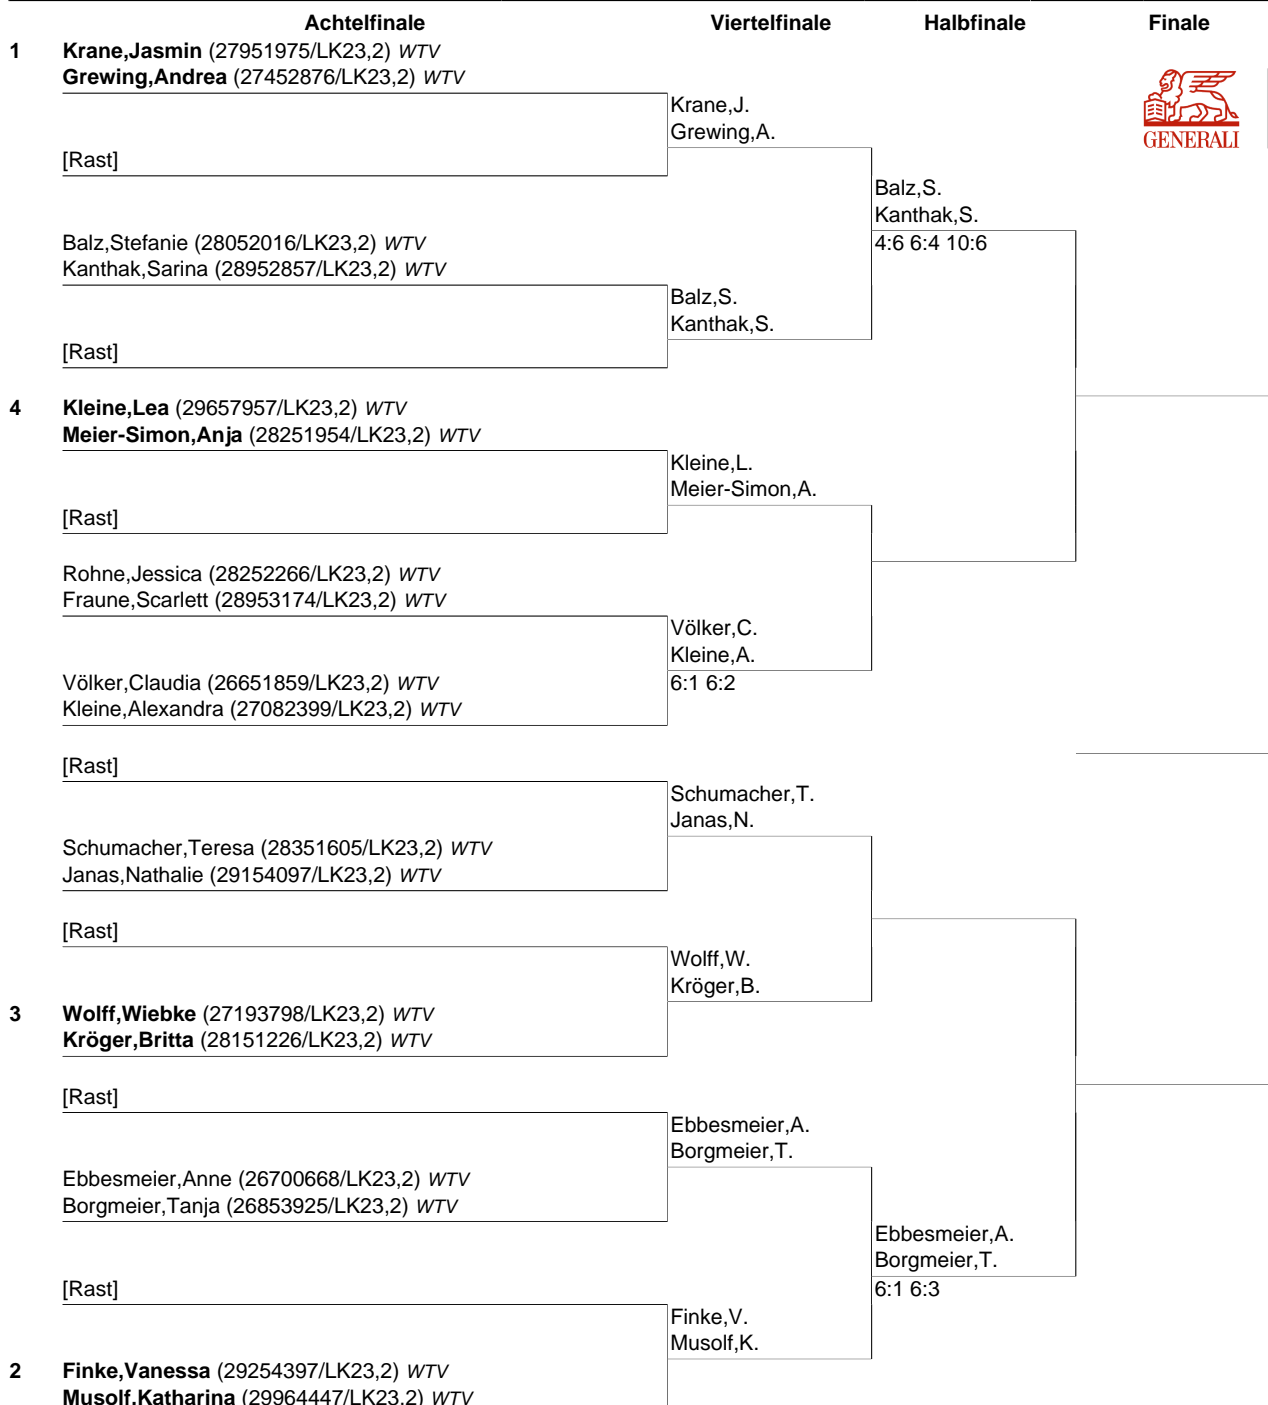 Achtelfinale Viertelfinale Halbfinale Finale
1 Krane,Jasmin (27951975/LK23,2) WTV
Grewing,Andrea (27452876/LK23,2) WTV
Krane,J.
Grewing,A.
GENERALI
[Rast]
Balz,S.
Kanthak,S.
Balz,Stefanie (28052016/LK23,2) WTV 4:6 6:4 10:6
Kanthak,Sarina (28952857/LK23,2) WTV
Balz,S.
Kanthak,S.
[Rast]
4 Kleine,Lea (29657957/LK23,2) WTV
Meier-Simon,Anja (28251954/LK23,2) WTV
Kleine,L.
Meier-Simon,A.
[Rast]
Rohne,Jessica (28252266/LK23,2) WTV
Fraune,Scarlett (28953174/LK23,2) WTV
Völker,C.
Kleine,A.
Völker,Claudia (26651859/LK23,2) WTV 6:1 6:2
Kleine,Alexandra (27082399/LK23,2) WTV
[Rast]
Schumacher,T.
Janas,N.
Schumacher,Teresa (28351605/LK23,2) WTV
Janas,Nathalie (29154097/LK23,2) WTV
[Rast]
Wolff,W.
Kröger,B.
3 Wolff,Wiebke (27193798/LK23,2) WTV
Kröger,Britta (28151226/LK23,2) WTV
[Rast]
Ebbesmeier,A.
Borgmeier,T.
Ebbesmeier,Anne (26700668/LK23,2) WTV
Borgmeier,Tanja (26853925/LK23,2) WTV
Ebbesmeier,A.
Borgmeier,T.
[Rast] 6:1 6:3
Finke,V.
Musolf,K.
2 Finke,Vanessa (29254397/LK23,2) WTV
Musolf,Katharina (29964447/LK23,2) WTV